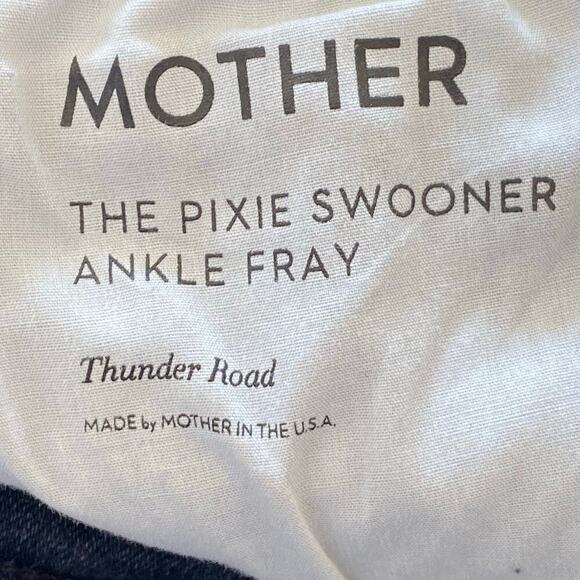 MOTHER
THE PIXIE SWOONER
ANKLE FRAY
Thunder Road
MADE by MOTHER IN THE U.S.A.